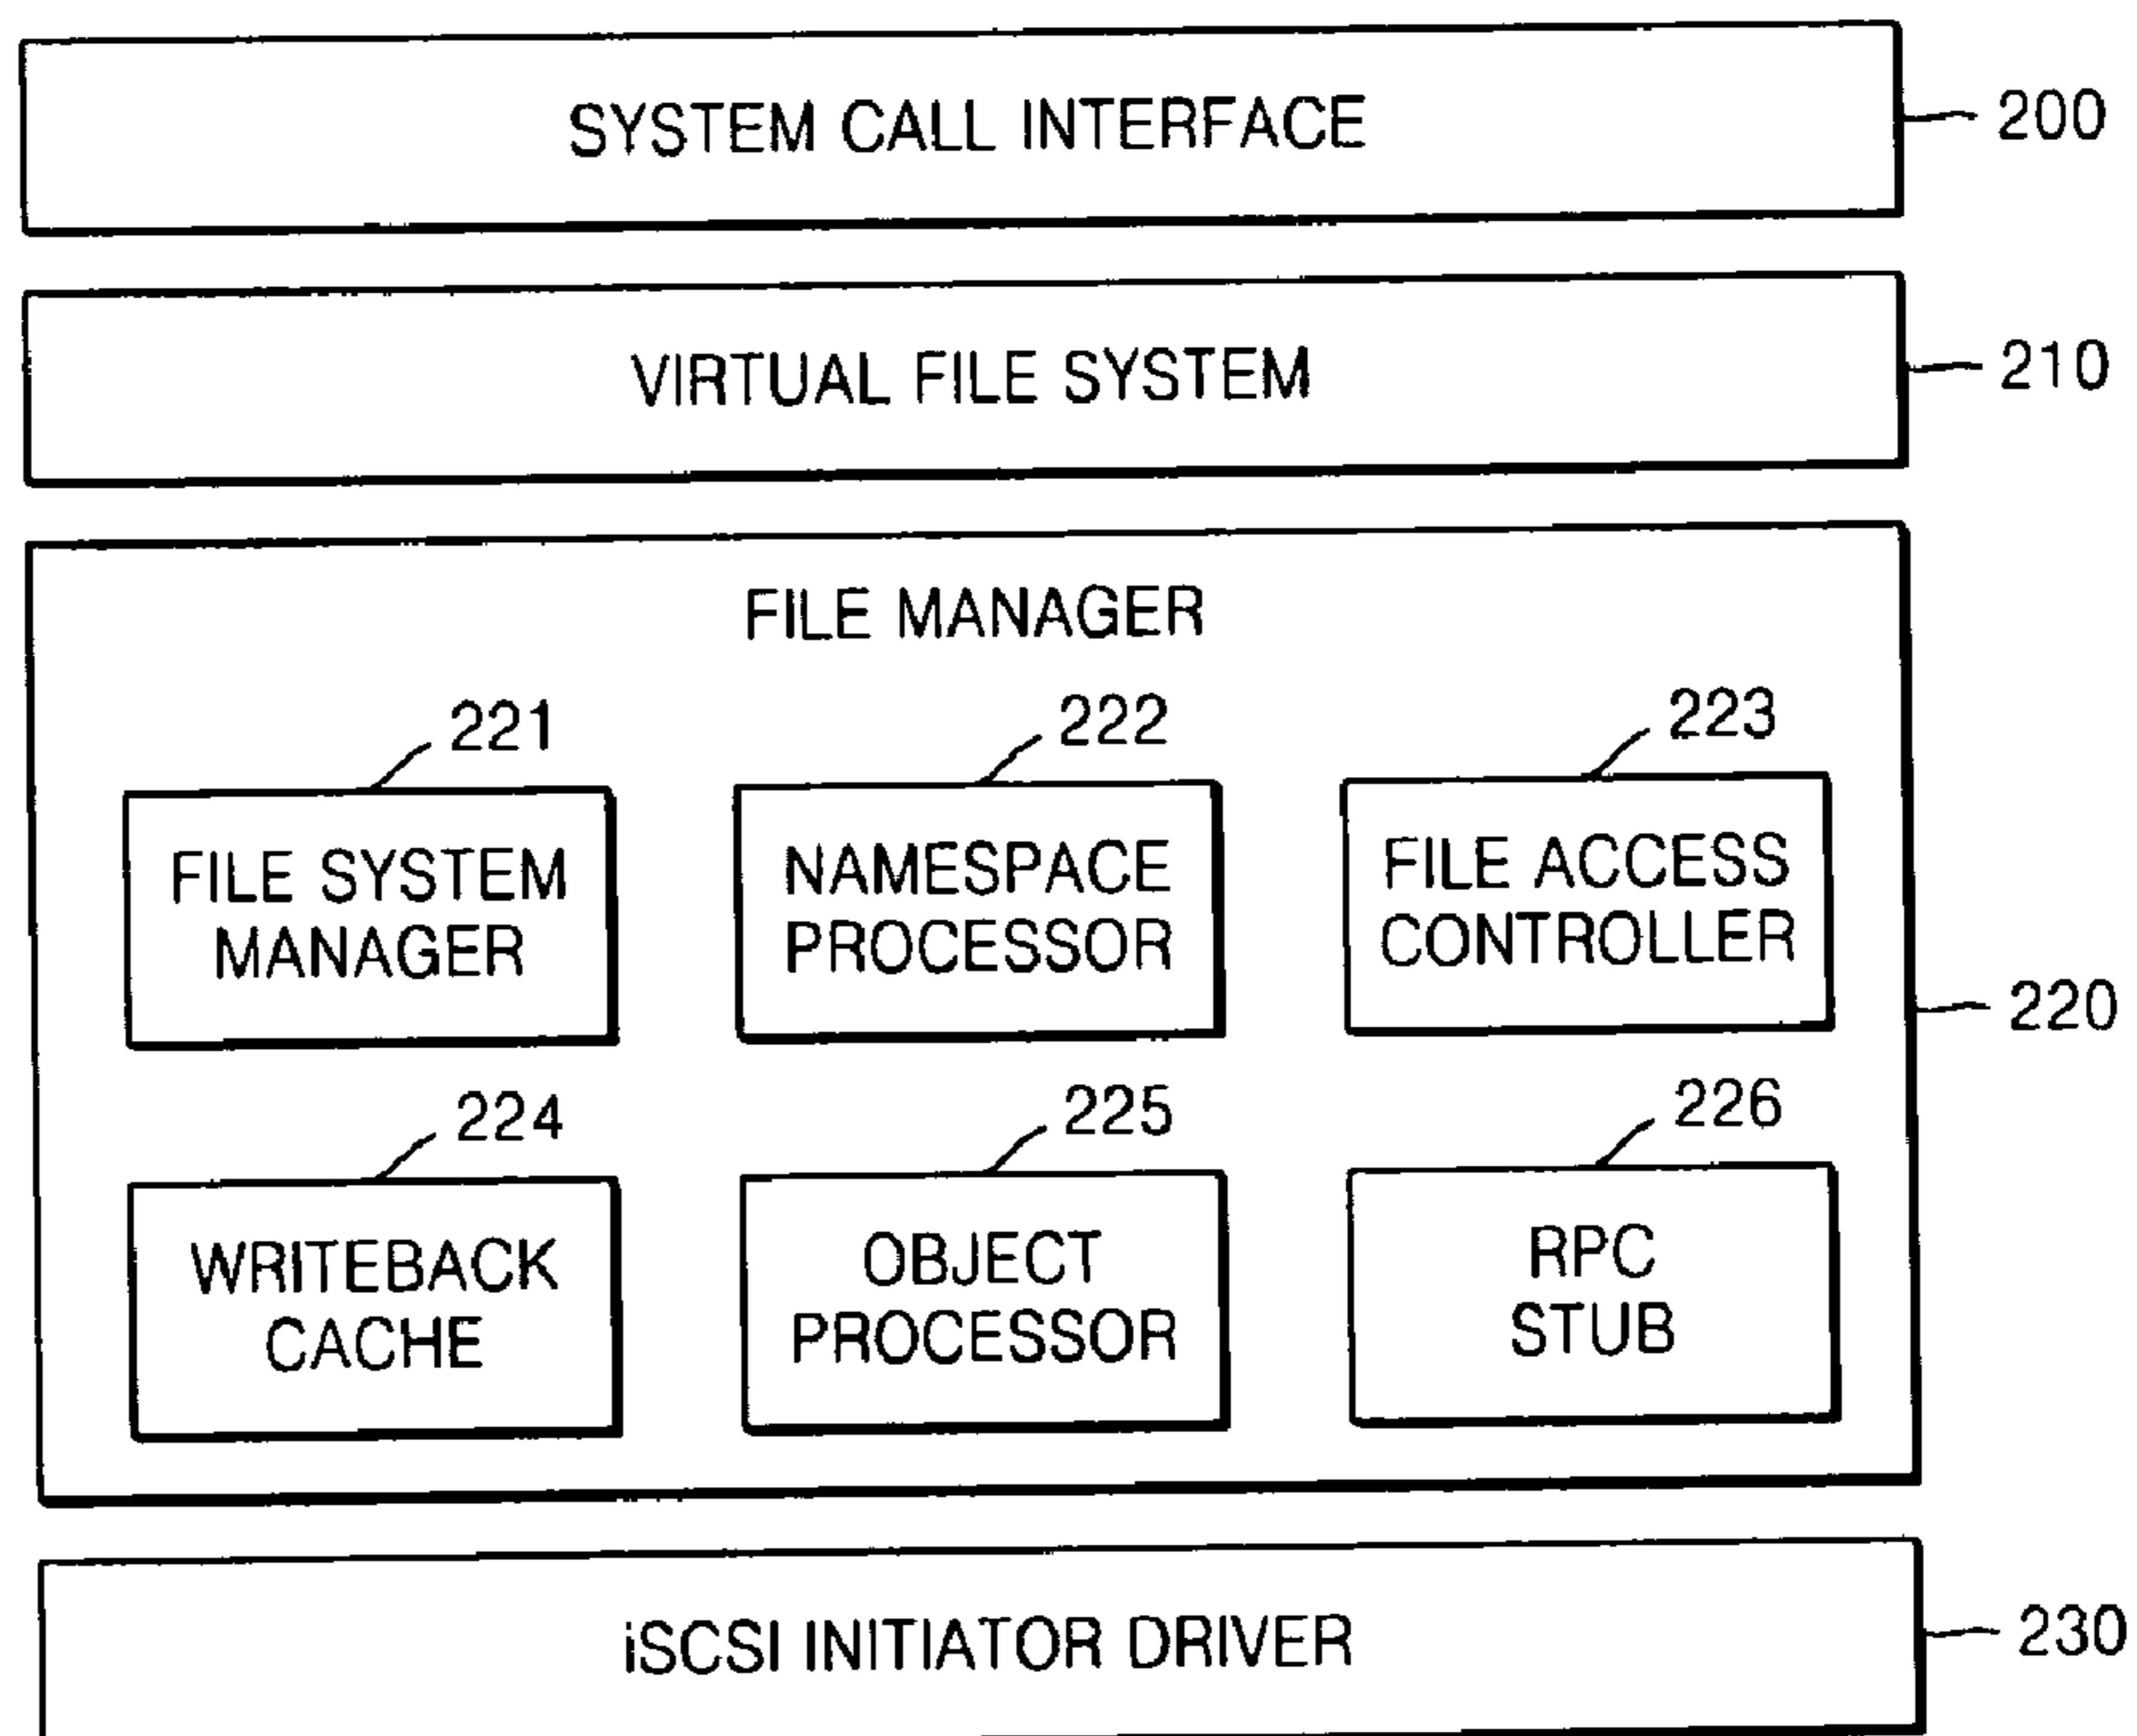 SYSTEM CALL INTERFACE
200
VIRTUAL FILE SYSTEM
210
FILE MANAGER
221
222
223
FILE SYSTEM
MANAGER
NAMESPACE
PROCESSOR
FILE ACCESS
CONTROLLER
220
224
225
226
WRITEBACK
CACHE
OBJECT
PROCESSOR
RPC
STUB
iSCSI INITIATOR DRIVER
230